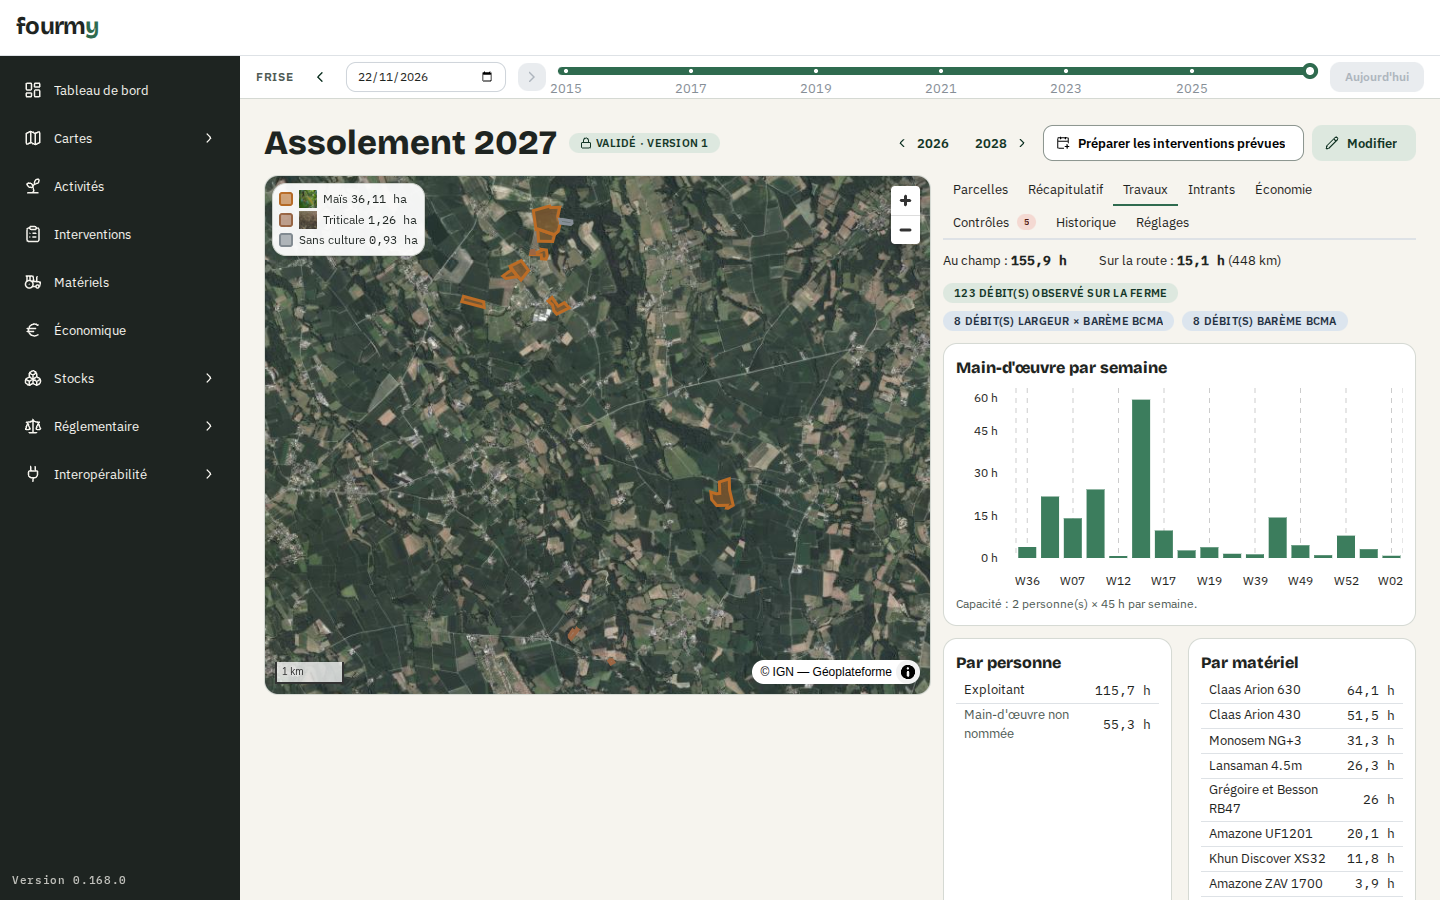 fourmy
FRISE
22/11/2026
2015 2017 2019 2021 2023 2025
Aujourd'hui
Tableau de bord
Cartes
Activités
Interventions
Matériels
Économique
Stocks
Réglementaire
Interopérabilité
Version 0.168.0
Assolement 2027
VALIDÉ · VERSION 1
2026 2028
Préparer les interventions prévues
Modifier
Maïs 36,11 ha
Triticale 1,26 ha
Sans culture 0,93 ha
+
−
1 km
© IGN — Géoplateforme
Parcelles Récapitulatif Travaux Intrants Économie
Contrôles 5 Historique Réglages
Au champ : 155,9 h Sur la route : 15,1 h (448 km)
123 DÉBIT(S) OBSERVÉ SUR LA FERME
8 DÉBIT(S) LARGEUR × BARÈME BCMA 8 DÉBIT(S) BARÈME BCMA
Main-d'œuvre par semaine
60 h
45 h
30 h
15 h
0 h
W36 W07 W12 W17 W19 W39 W49 W52 W02
Capacité : 2 personne(s) × 45 h par semaine.
Par personne
Exploitant 115,7 h
Main-d'œuvre non
nommée 55,3 h
Par matériel
Claas Arion 630 64,1 h
Claas Arion 430 51,5 h
Monosem NG+3 31,3 h
Lansaman 4.5m 26,3 h
Grégoire et Besson
RB47 26 h
Amazone UF1201 20,1 h
Khun Discover XS32 11,8 h
Amazone ZAV 1700 3,9 h